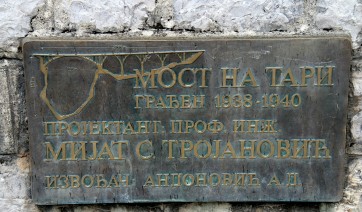 МОСТ НА ТАРИ
ГРАЂЕН 1938-1940
ПРОЈЕКТАНТ: ПРОФ. ИНЖ.
МИЈАТ С. ТРОЈАНОВИЋ
ИЗВОЂАЧ: АНТОНОВИЋ А.Д.